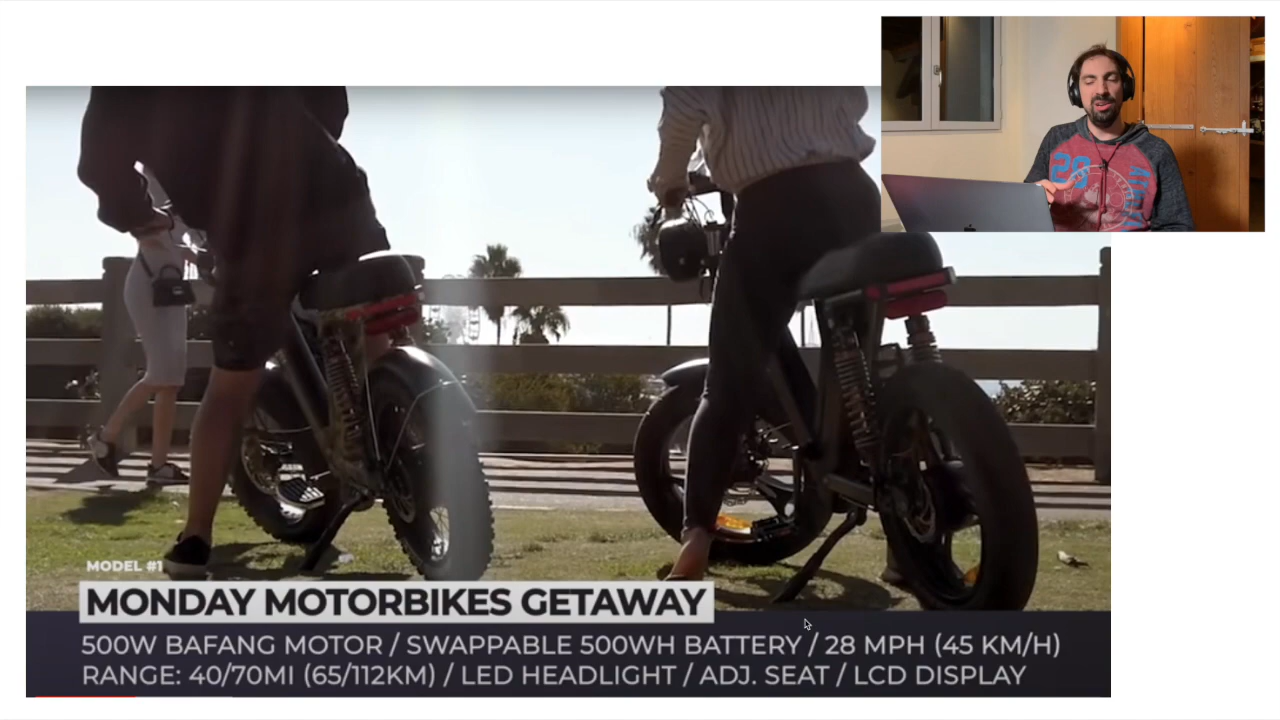 28
MODEL #1
MONDAY MOTORBIKES GETAWAY
500W BAFANG MOTOR / SWAPPABLE 500WH BATTERY / 28 MPH (45 KM/H)
RANGE: 40/70MI (65/112KM) / LED HEADLIGHT / ADJ. SEAT / LCD DISPLAY